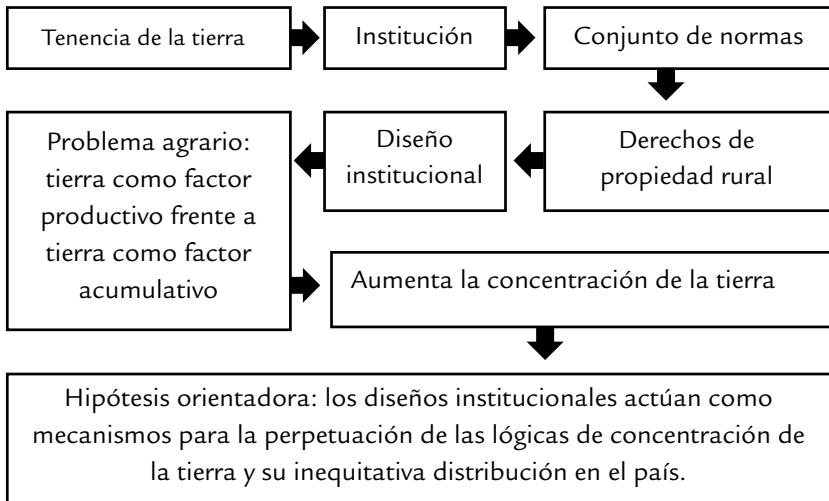 Tenencia de la tierra
Institución
Conjunto de normas
Derechos de
propiedad rural
Diseño
institucional
Problema agrario:
tierra como factor
productivo frente a
tierra como factor
acumulativo
Aumenta la concentración de la tierra
Hipótesis orientadora: los diseños institucionales actúan como
mecanismos para la perpetuación de las lógicas de concentración de
la tierra y su inequitativa distribución en el país.